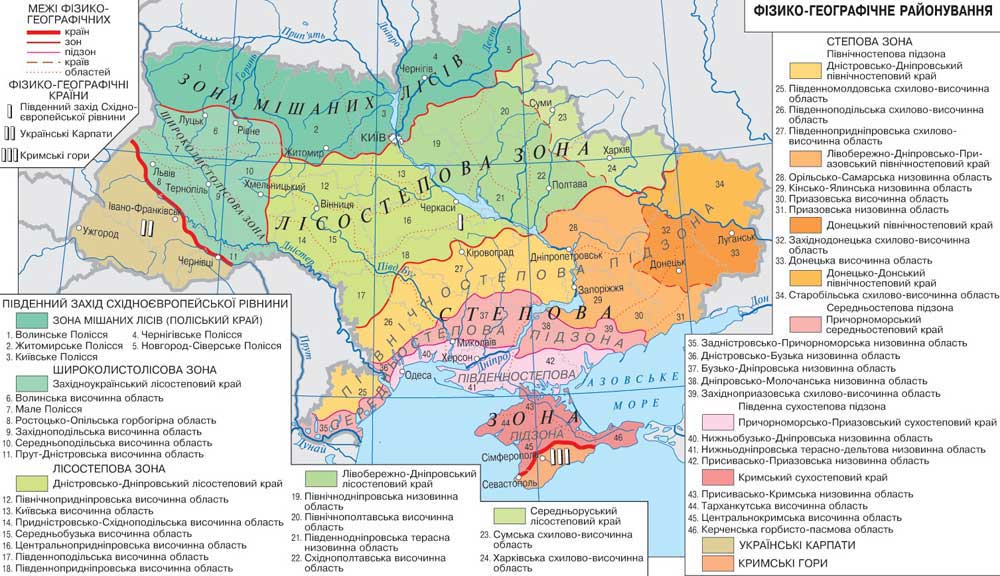 МЕЖІ ФІЗИКО-
ГЕОГРАФІЧНИХ
країн
зон
підзон
країв
областей
ФІЗИКО-ГЕОГРАФІЧНІ
КРАЇНИ
Південний захід Східно-
європейської рівнини
Українські Карпати
Кримські гори
ФІЗИКО-ГЕОГРАФІЧНЕ РАЙОНУВАННЯ
СТЕПОВА ЗОНА
Північностепова підзона
Дністровсько-Дніпровський
північностеповий край
25. Південномолдовська схилово-височинна
область
26. Південноподільська схилово-височинна
область
27. Південнопридніпровська схилово-
височинна область
Лівобережно-Дніпровсько-При-
азовський північностеповий край
28. Орільсько-Самарська низовинна область
29. Кінсько-Ялинська низовинна область
30. Приазовська височинна область
31. Приазовська низовинна область
Донецький північностеповий край
32. Західнодонецька схилово-височинна
область
33. Донецька височинна область
Донецько-Донський
північностеповий край
34. Старобільська схилово-височинна область
Середньостепова підзона
Причорноморський
середньостеповий край
35. Задністровсько-Причорноморська низовинна область
36. Дністровсько-Бузька низовинна область
37. Бузько-Дніпровська низовинна область
38. Дніпровсько-Молочанська низовинна область
39. Західноприазовська схилово-височинна область
Південна сухостепова підзона
Причорноморсько-Приазовський сухостеповий край
40. Нижньобузько-Дніпровська низовинна область
41. Нижньодніпровська терасно-дельтова низовинна область
42. Присивасько-Приазовська низовинна область
Кримський сухостеповий край
43. Присивасько-Кримська низовинна область
44. Тарханкутська височинна область
45. Центральнокримська височинна область
46. Керченська горбисто-пасмова область
УКРАЇНСЬКІ КАРПАТИ
КРИМСЬКІ ГОРИ
ПІВДЕННИЙ ЗАХІД СХІДНОЄВРОПЕЙСЬКОЇ РІВНИНИ
ЗОНА МІШАНИХ ЛІСІВ (ПОЛІСЬКИЙ КРАЙ)
1. Волинське Полісся
2. Житомирське Полісся
3. Київське Полісся
4. Чернігівське Полісся
5. Новгород-Сіверське Полісся
ШИРОКОЛИСТОЛІСОВА ЗОНА
Західноукраїнський лісостеповий край
6. Волинська височинна область
7. Мале Полісся
8. Ростоцько-Опільська горбогірна область
9. Західноподільська височинна область
10. Середньоподільська височинна область
11. Прут-Дністровська височинна область
ЛІСОСТЕПОВА ЗОНА
Дністровсько-Дніпровський лісостеповий край
12. Північнопридніпровська височинна область
13. Київська височинна область
14. Придністровсько-Східноподільська височинна область
15. Середньобузька височинна область
16. Центральнопридніпровська височинна область
17. Південноподільська височинна область
18. Південнопридніпровська височинна область
Лівобережно-Дніпровський
лісостеповий край
19. Північнодніпровська низовинна
область
20. Північнополтавська височинна
область
21. Південнодніпровська терасна
низовинна область
22. Східнополтавська височинна
область
Середньоруський
лісостеповий край
23. Сумська схилово-височинна
область
24. Харківська схилово-височинна
область
ЗОНА МІШАНИХ ЛІСІВ
ШИРОКОЛИСТОЛІСОВА ЗОНА
ЛІСОСТЕПОВА ЗОНА
ПІВНІЧНОСТЕПОВА ПІДЗОНА
СЕРЕДНЬОСТЕПОВА ПІДЗОНА
ПІВДЕННОСТЕПОВА
ПІДЗОНА
СТЕПОВА
ЗОНА
Прип'ять
Дніпро
Десна
Горинь
Чернігів
Луцьк
Рівне
Житомир
КИЇВ
Суми
Харків
Полтава
Львів
Тернопіль
Хмельницький
Вінниця
Черкаси
Івано-Франківськ
Ужгород
Чернівці
Дністер
Півд. Буг
Кіровоград
Дніпропетровськ
Запоріжжя
Донецьк
Луганськ
Миколаїв
Херсон
Одеса
Дніпро
Прут
Дунай
Дон
АЗОВСЬКЕ
МОРЕ
Сімферополь
Севастополь